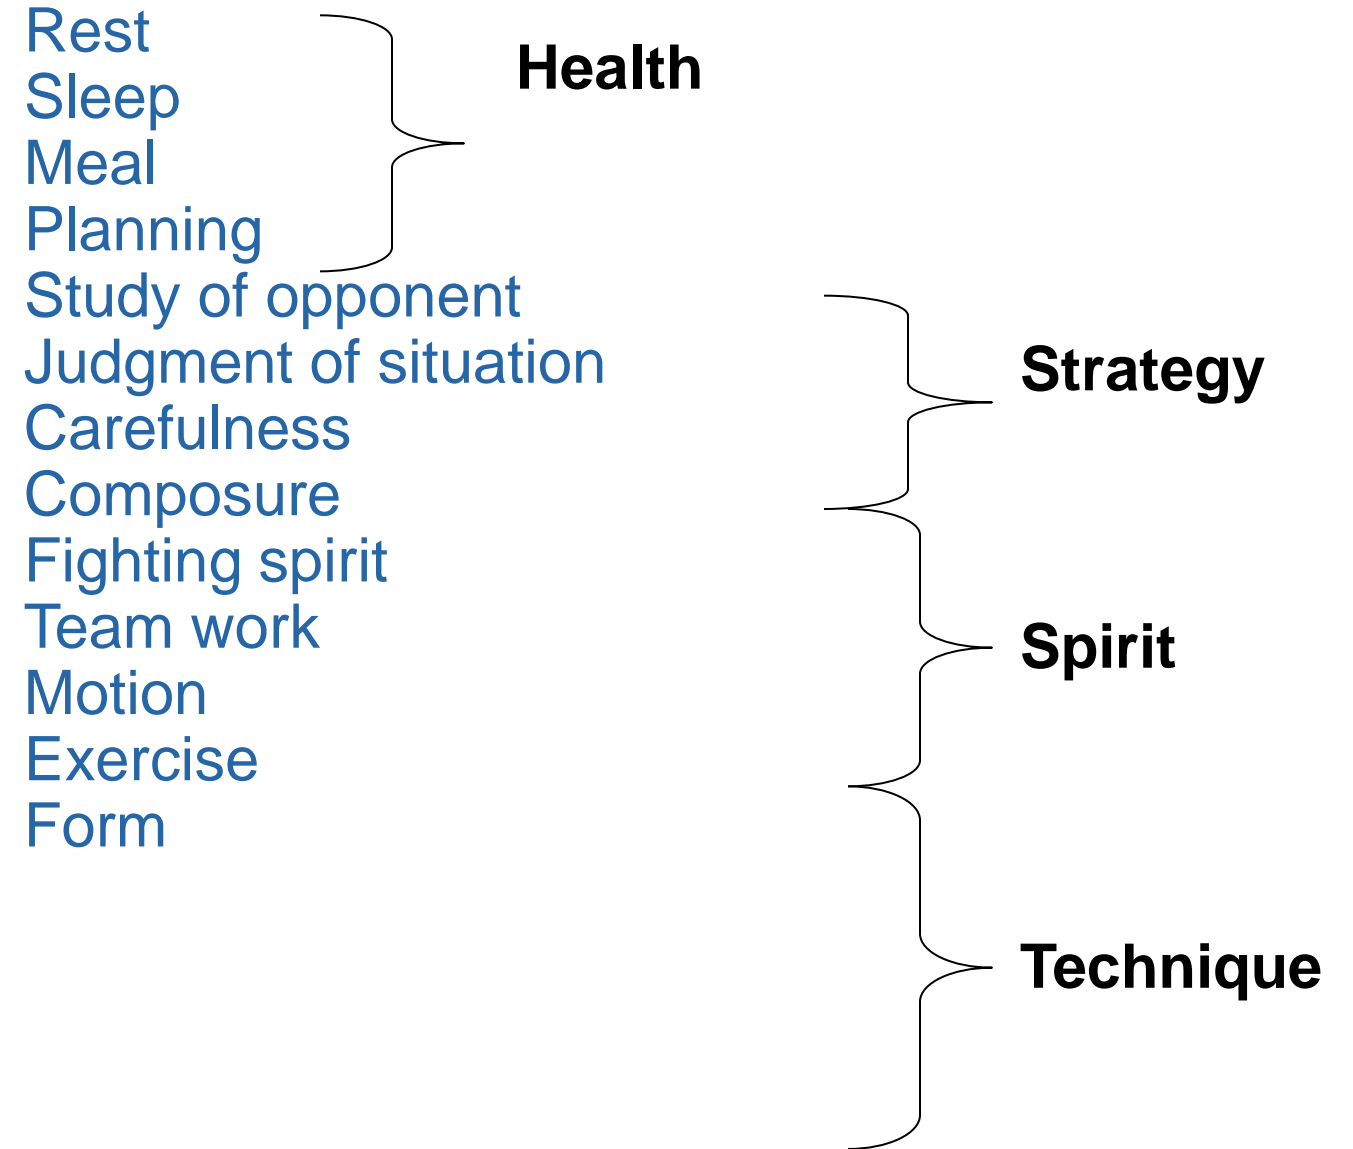 Rest
Sleep
Meal
Planning
Study of opponent
Judgment of situation
Carefulness
Composure
Fighting spirit
Team work
Motion
Exercise
Form
Health
Strategy
Spirit
Technique